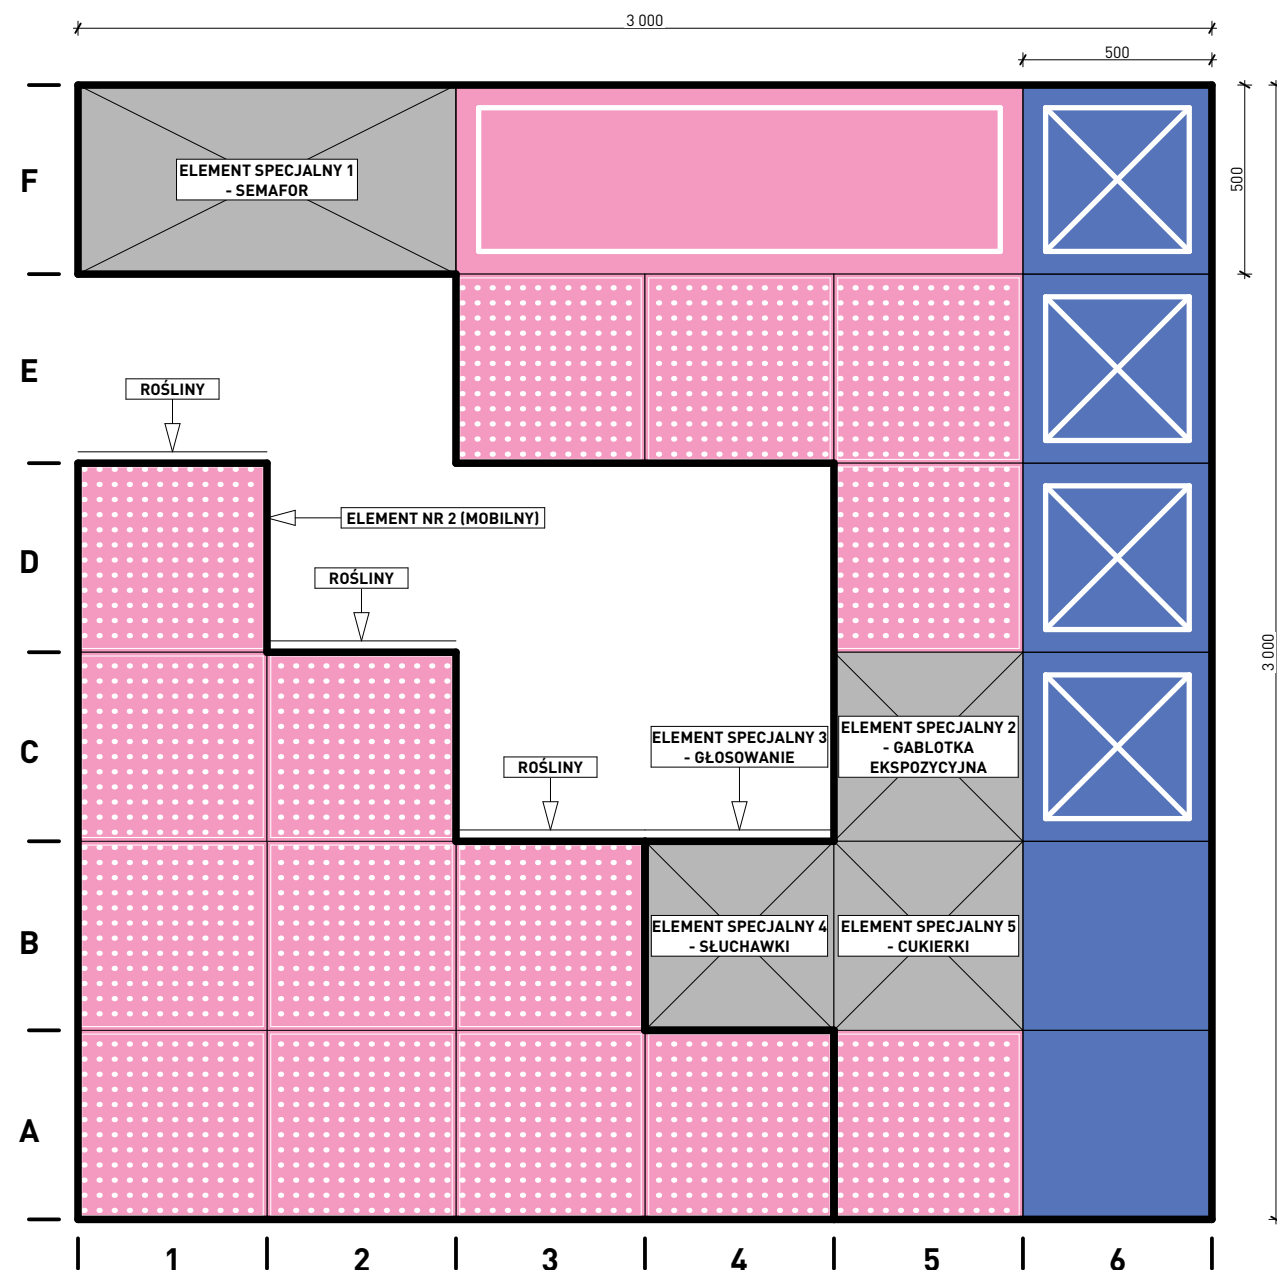 3 000
500
F
ELEMENT SPECJALNY 1
- SEMAFOR
500
E
ROŚLINY
ELEMENT NR 2 (MOBILNY)
D
ROŚLINY
3 000
C
ROŚLINY
ELEMENT SPECJALNY 3
- GŁOSOWANIE
ELEMENT SPECJALNY 2
- GABLOTKA
EKSPOZYCYJNA
B
ELEMENT SPECJALNY 4
- SŁUCHAWKI
ELEMENT SPECJALNY 5
- CUKIERKI
A
1 2 3 4 5 6